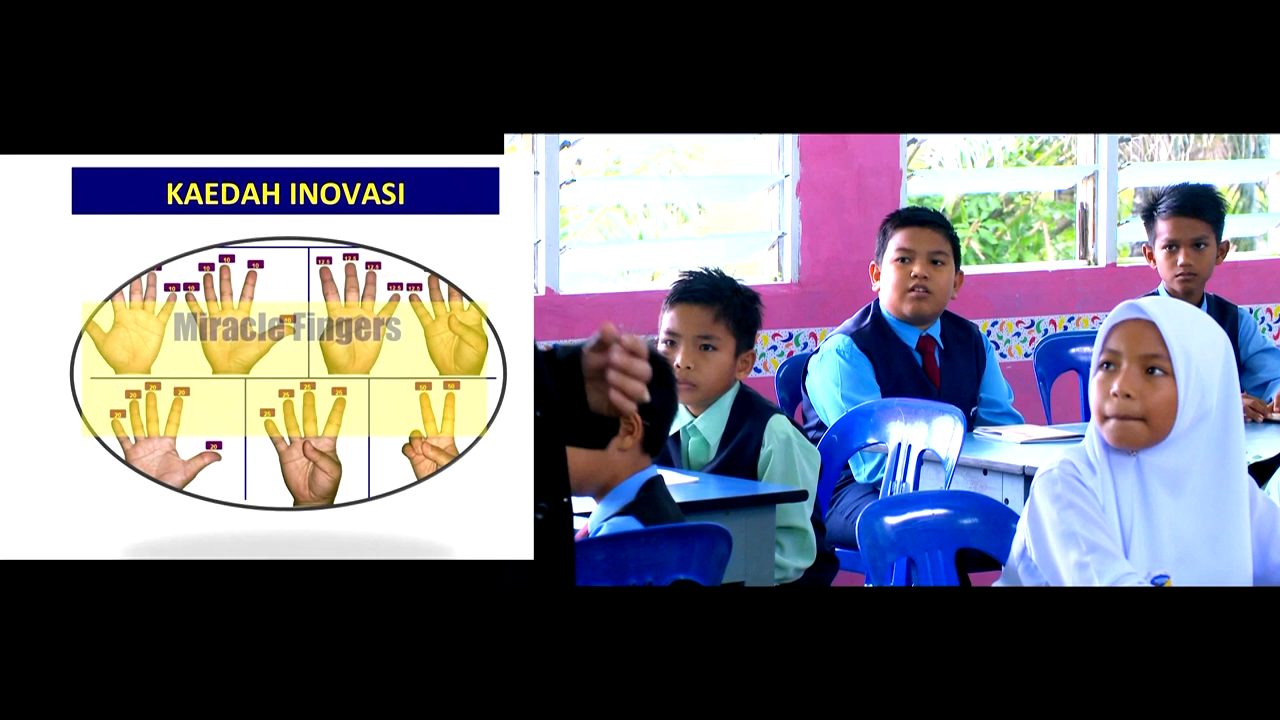 KAEDAH INOVASI
10 10 10 10 10
12.5 12.5 12.5 12.5 12.5
Miracle Fingers
10
20 20 20 20
25 25 25 25
50 50
20